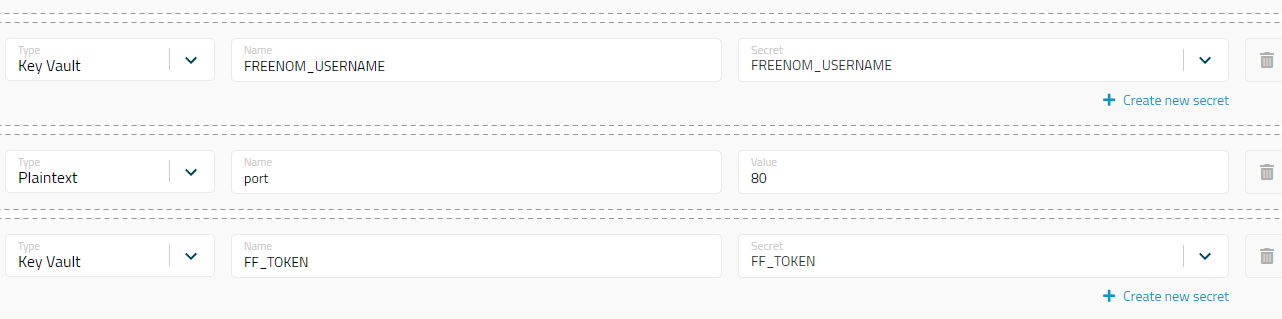 Type
Key Vault
Name
FREENOM_USERNAME
Secret
FREENOM_USERNAME
Create new secret
Type
Plaintext
Name
port
Value
80
Type
Key Vault
Name
FF_TOKEN
Secret
FF_TOKEN
Create new secret